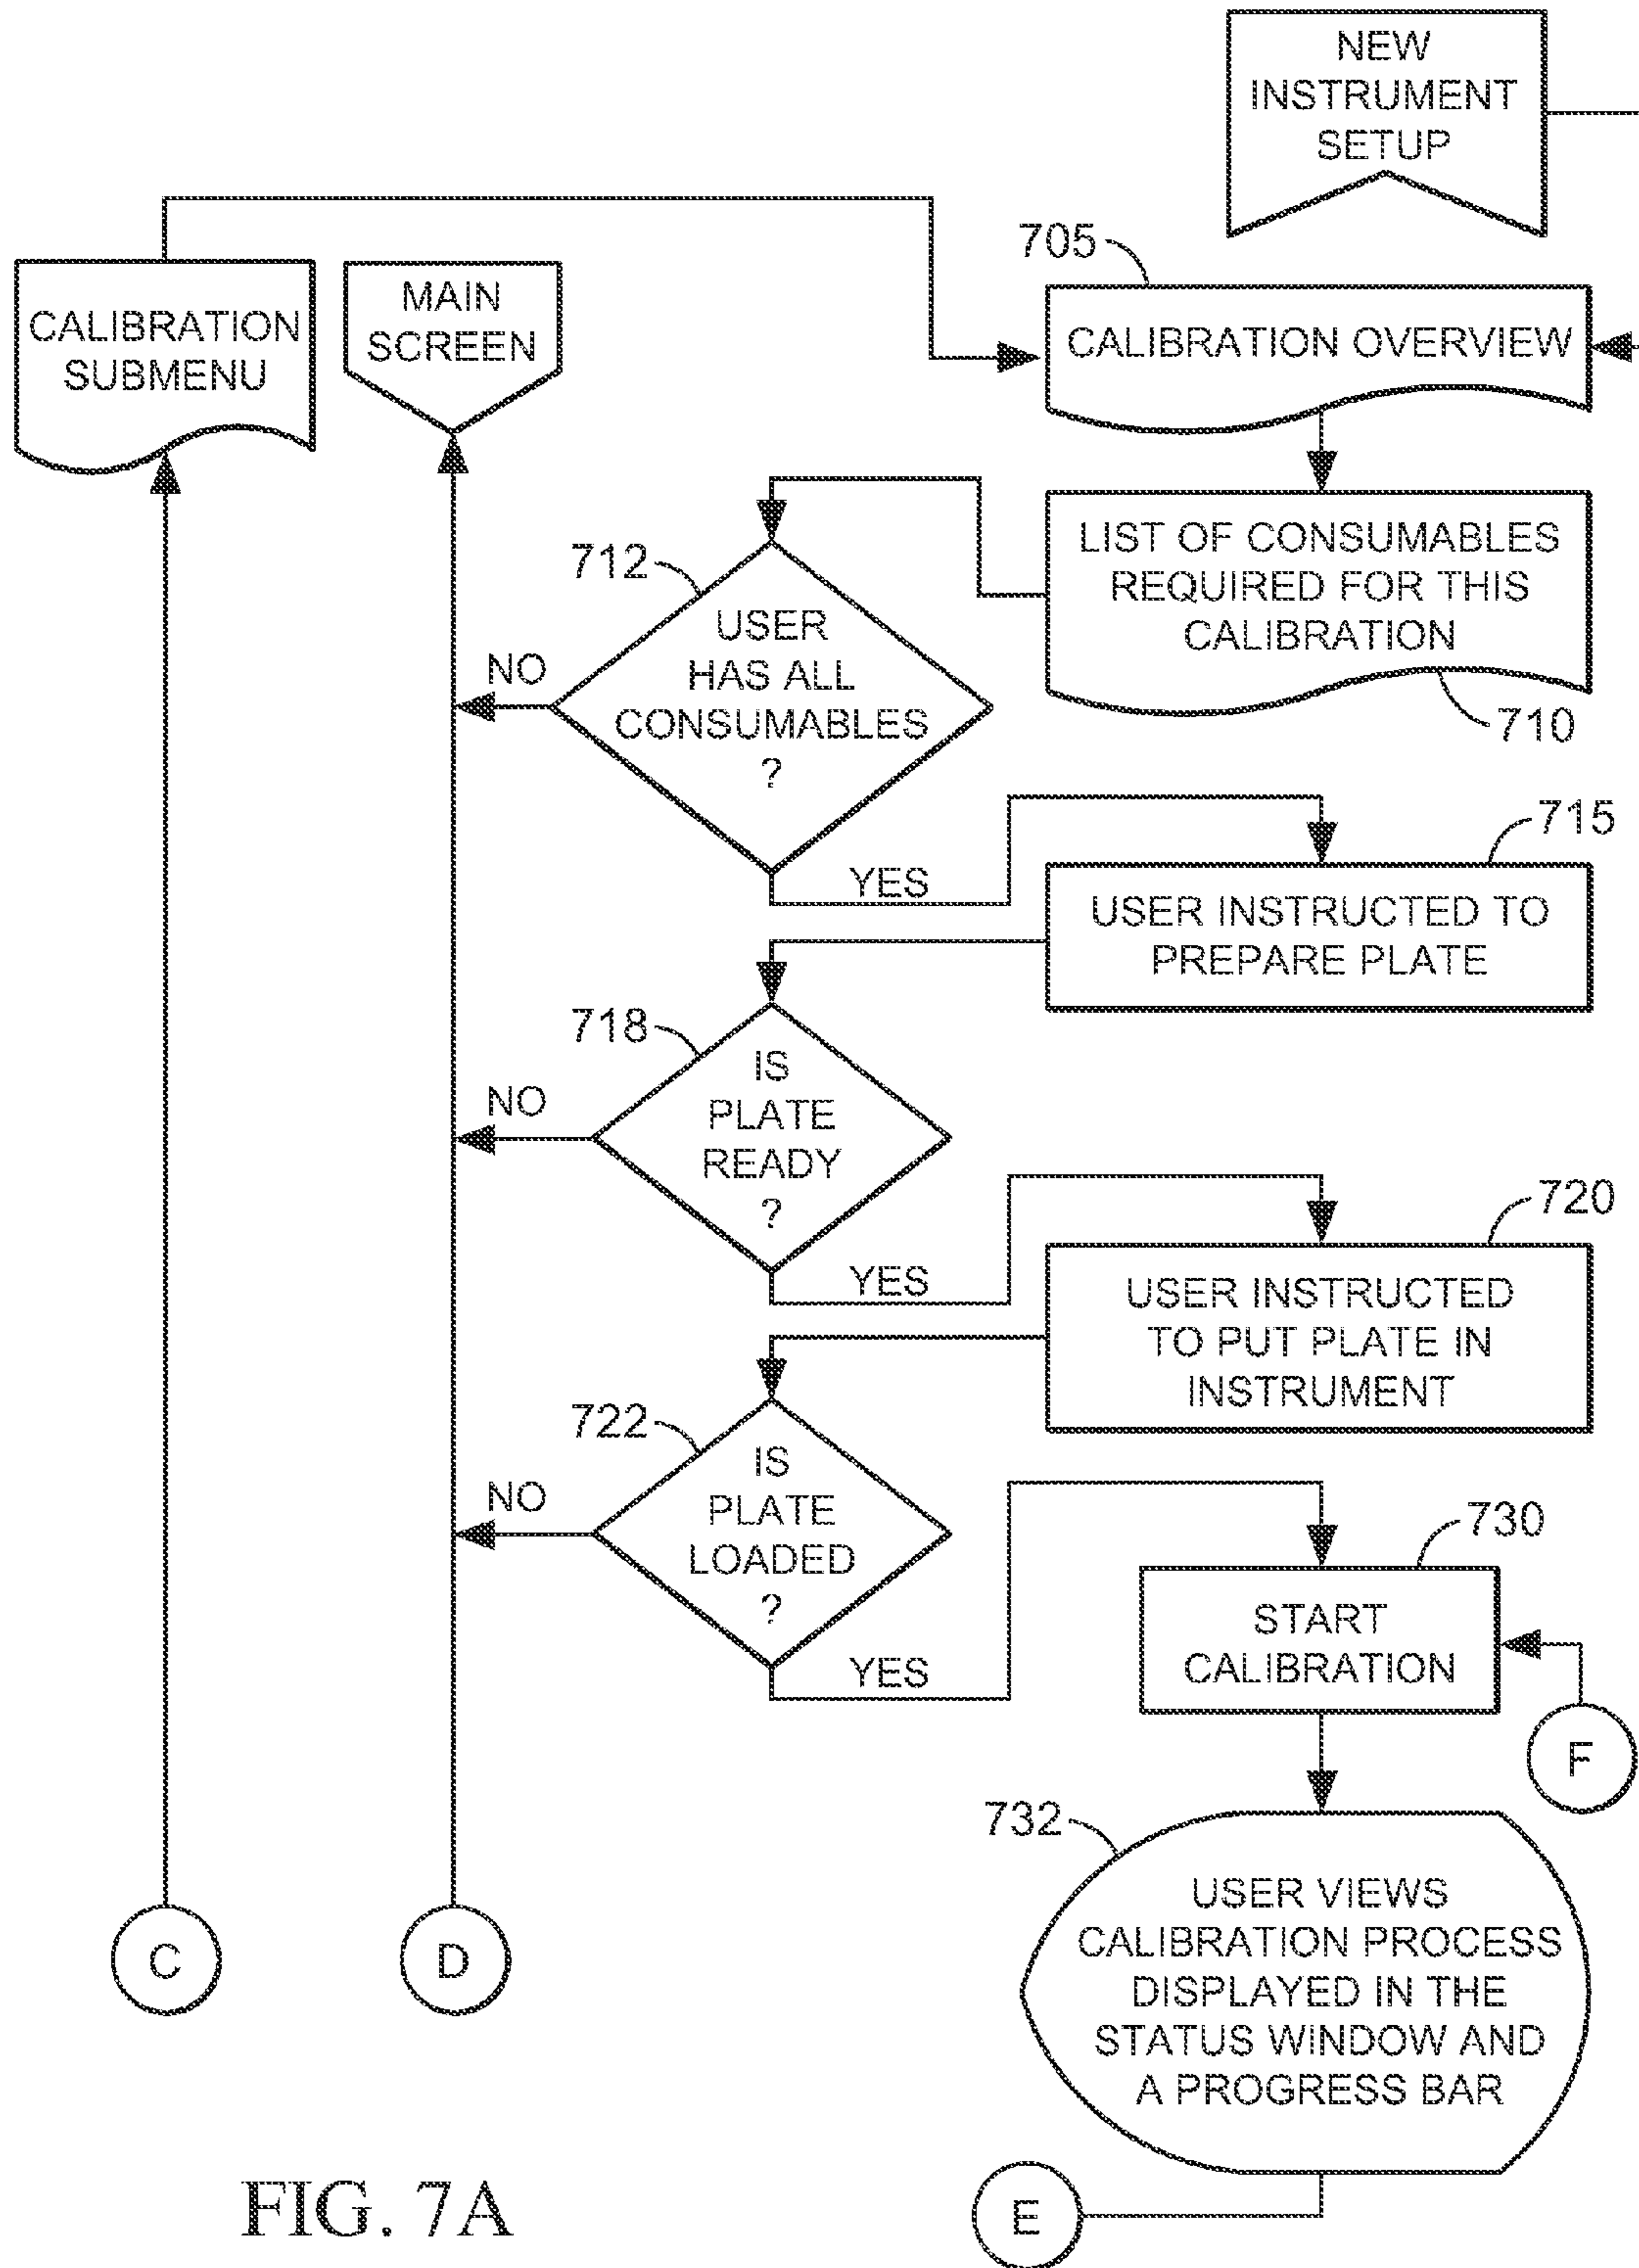 NEW
INSTRUMENT
SETUP
705
CALIBRATION
SUBMENU
MAIN
SCREEN
CALIBRATION OVERVIEW
712
USER
HAS ALL
CONSUMABLES
?
NO
LIST OF CONSUMABLES
REQUIRED FOR THIS
CALIBRATION
710
YES
715
USER INSTRUCTED TO
PREPARE PLATE
718
IS
PLATE
READY
?
NO
YES
720
USER INSTRUCTED
TO PUT PLATE IN
INSTRUMENT
722
IS
PLATE
LOADED
?
NO
YES
730
START
CALIBRATION
F
732
USER VIEWS
CALIBRATION PROCESS
DISPLAYED IN THE
STATUS WINDOW AND
A PROGRESS BAR
C
D
E
FIG. 7A